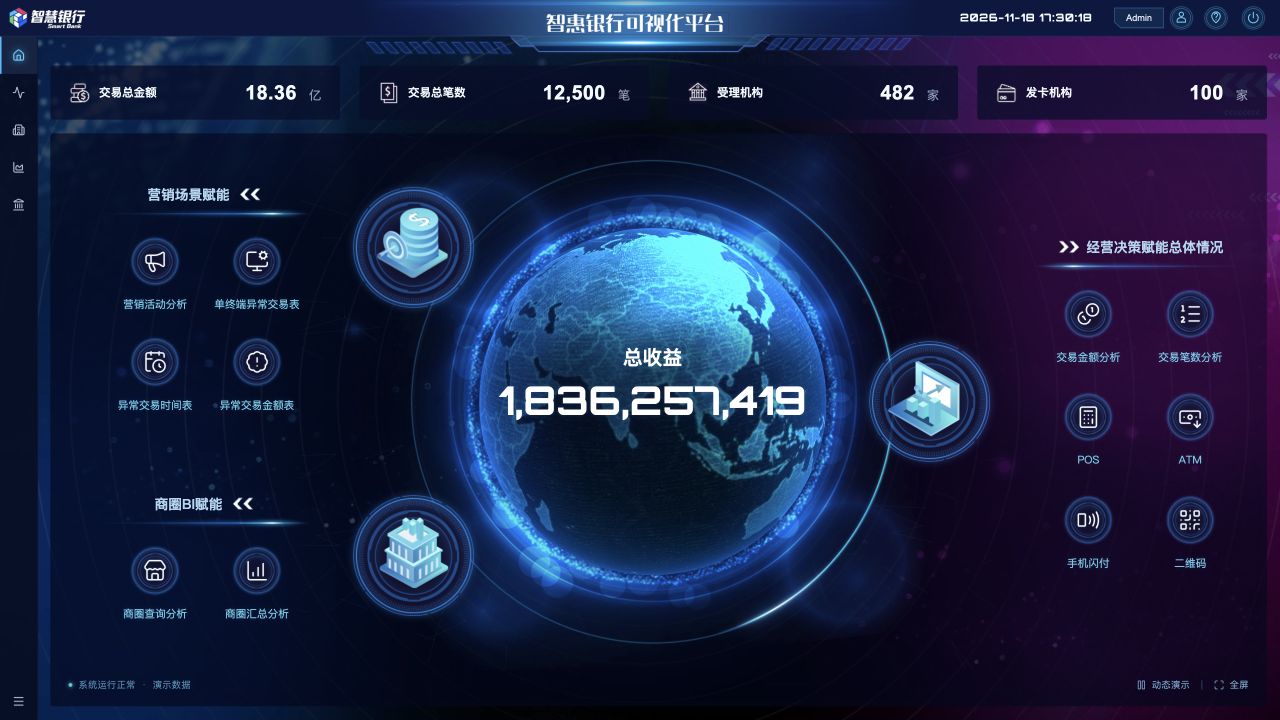 智慧银行
Smart Bank
智惠银行可视化平台
2026-11-18 17:30:18
Admin
交易总金额 18.36 亿
交易总笔数 12,500 笔
受理机构 482 家
发卡机构 100 家
营销场景赋能
营销活动分析
单终端异常交易表
异常交易时间表
异常交易金额表
商圈BI赋能
商圈查询分析
商圈汇总分析
总收益
1,836,257,419
经营决策赋能总体情况
交易金额分析
交易笔数分析
POS
ATM
手机闪付
二维码
系统运行正常 · 演示数据
动态演示 | 全屏